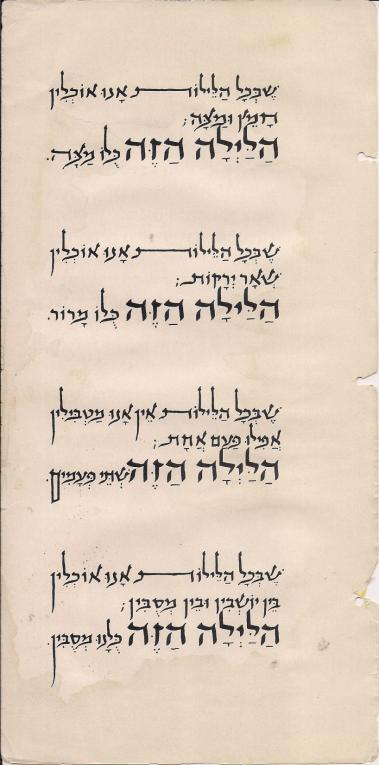 שֶׁבְּכָל הַלֵּילוֹת אָנוּ אוֹכְלִין
חָמֵץ וּמַצָּה;
הַלַּיְלָה הַזֶּה כֻּלּוֹ מַצָּה.
שֶׁבְּכָל הַלֵּילוֹת אָנוּ אוֹכְלִין
שְׁאָר יְרָקוֹת;
הַלַּיְלָה הַזֶּה כֻּלּוֹ מָרוֹר.
שֶׁבְּכָל הַלֵּילוֹת אֵין אָנוּ מַטְבִּילִין
אֲפִילוּ פַּעַם אֶחָת;
הַלַּיְלָה הַזֶּה שְׁתֵּי פְעָמִים.
שֶׁבְּכָל הַלֵּילוֹת אָנוּ אוֹכְלִין
בֵּין יוֹשְׁבִין וּבֵין מְסֻבִּין;
הַלַּיְלָה הַזֶּה כֻּלָּנוּ מְסֻבִּין.